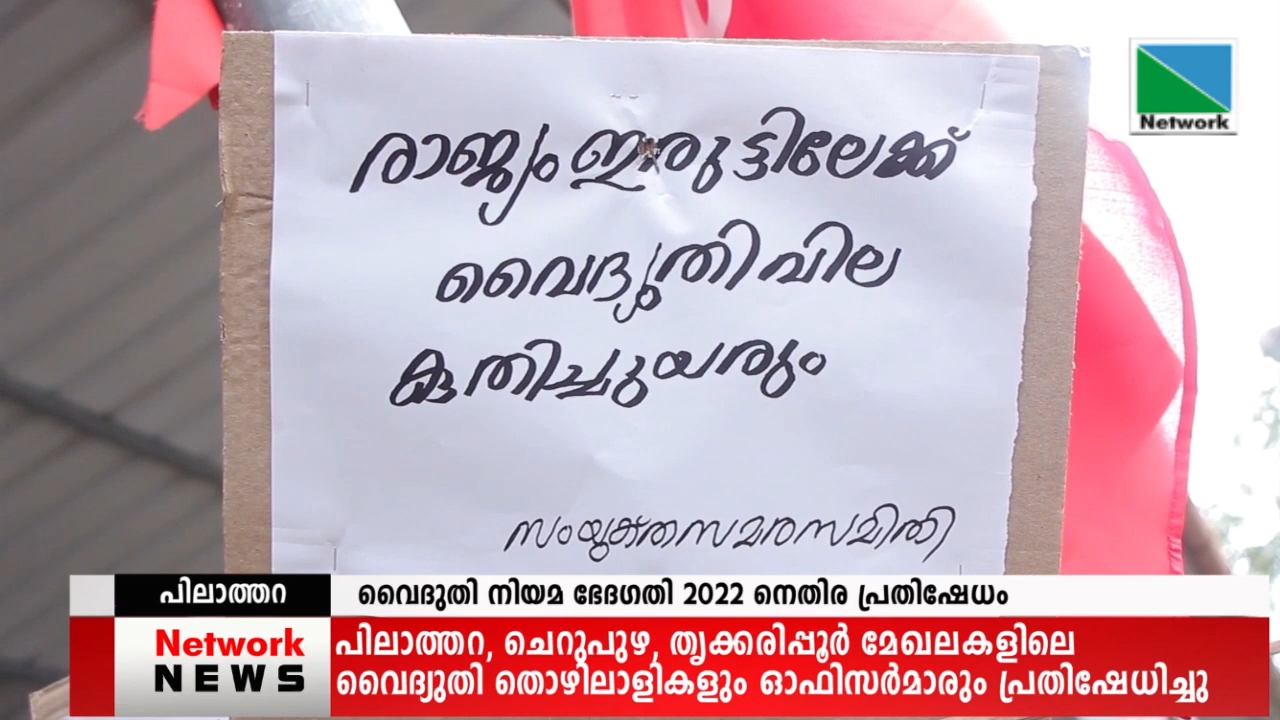 രാജ്യം ഇരുട്ടിലേക്ക്
വൈദ്യുതിവില
കുതിച്ചുയരും
സംയുക്തസമരസമിതി
Network
പിലാത്തറ
വൈദുതി നിയമ ഭേദഗതി 2022 നെതിര പ്രതിഷേധം
Network
NEWS
പിലാത്തറ, ചെറുപുഴ, തൃക്കരിപ്പൂർ മേഖലകളിലെ
വൈദ്യുതി തൊഴിലാളികളും ഓഫിസർമാരും പ്രതിഷേധിച്ചു